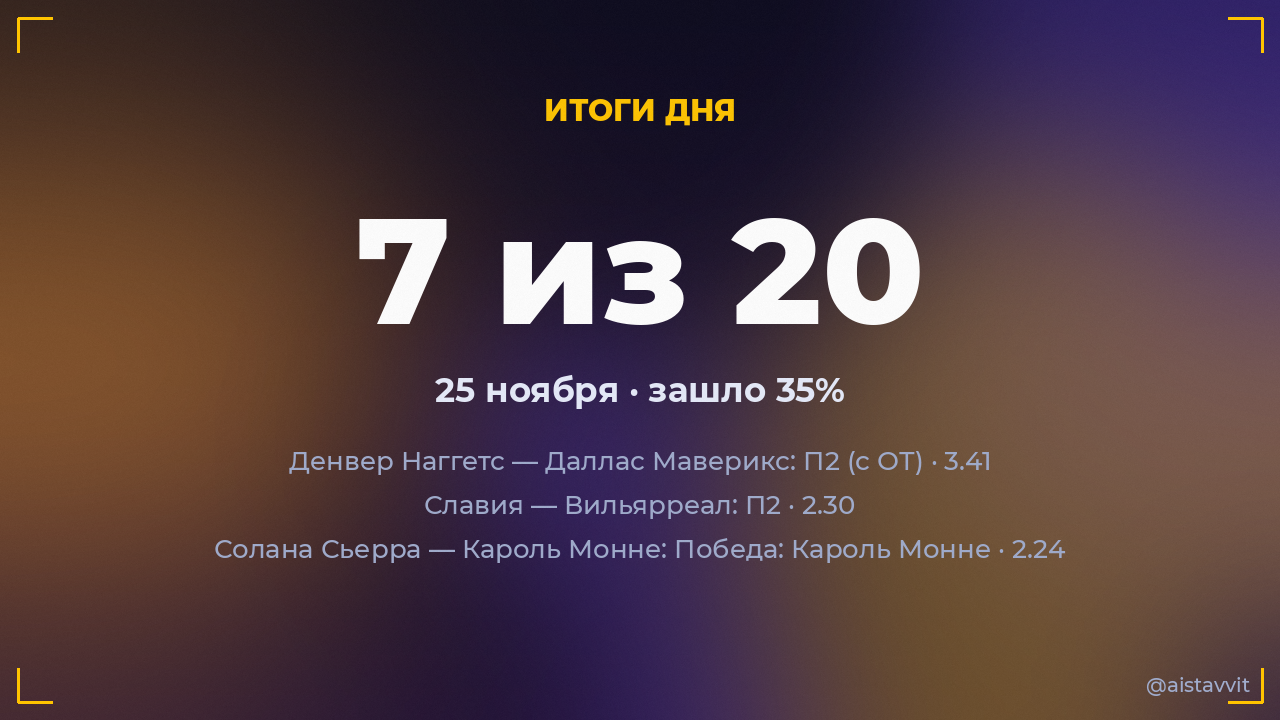 ИТОГИ ДНЯ
7 из 20
25 ноября · зашло 35%
Денвер Наггетс — Даллас Маверикс: П2 (с ОТ) · 3.41
Славия — Вильярреал: П2 · 2.30
Солана Сьерра — Кароль Монне: Победа: Кароль Монне · 2.24
@aistavvit